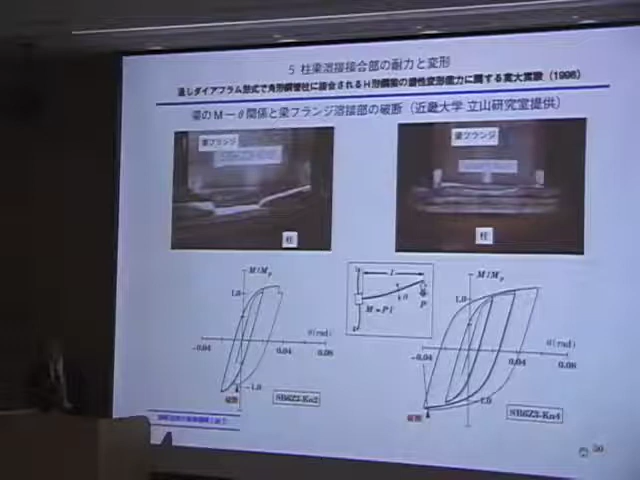 5 柱梁溶接接合部の耐力と変形
通しダイアフラム形式で角形鋼管柱に接合されるH形鋼梁の塑性変形能力に関する実大実験 (1998)
梁のM－θ関係と梁フランジ溶接部の破断（近畿大学 立山研究室提供）
梁フランジ
柱
梁フランジ
柱
M/Mp
1.0
θ(rad)
-0.04
0.04
0.08
-1.0
破断
SB6Z3-Kn2
l
θ
P
M=Pl
M/Mp
1.0
θ(rad)
-0.04
0.04
0.08
-1.0
破断
SB6Z3-Kn4